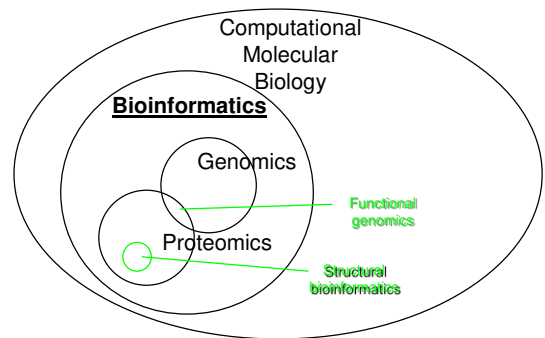 Computational
Molecular
Biology
Bioinformatics
Genomics
Functional
genomics
Proteomics
Structural
bioinformatics